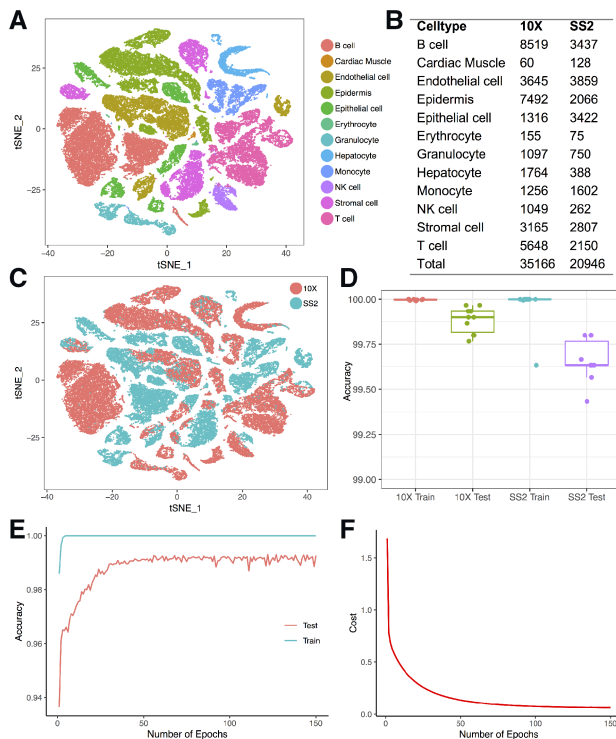 A
40
20
0
−25
tSNE_2
−40
−20
0
20
40
tSNE_1
B cell
Cardiac Muscle
Endothelial cell
Epidermis
Epithelial cell
Erythrocyte
Granulocyte
Hepatocyte
Monocyte
NK cell
Stromal cell
T cell
B
Celltype 10X SS2
B cell 8519 3437
Cardiac Muscle 60 128
Endothelial cell 3645 3859
Epidermis 7492 2066
Epithelial cell 1316 3422
Erythrocyte 155 75
Granulocyte 1097 750
Hepatocyte 1764 388
Monocyte 1256 1602
NK cell 1049 262
Stromal cell 3165 2807
T cell 5648 2150
Total 35166 20946
C
10X
SS2
25
0
−25
tSNE_2
−40
−20
0
20
40
tSNE_1
D
100.00
99.75
99.50
99.25
99.00
Accuracy
10X Train
10X Test
SS2 Train
SS2 Test
E
1.00
0.98
0.96
0.94
Accuracy
Test
Train
0
50
100
150
Number of Epochs
F
1.5
1.0
0.5
0.0
Cost
0
50
100
150
Number of Epochs